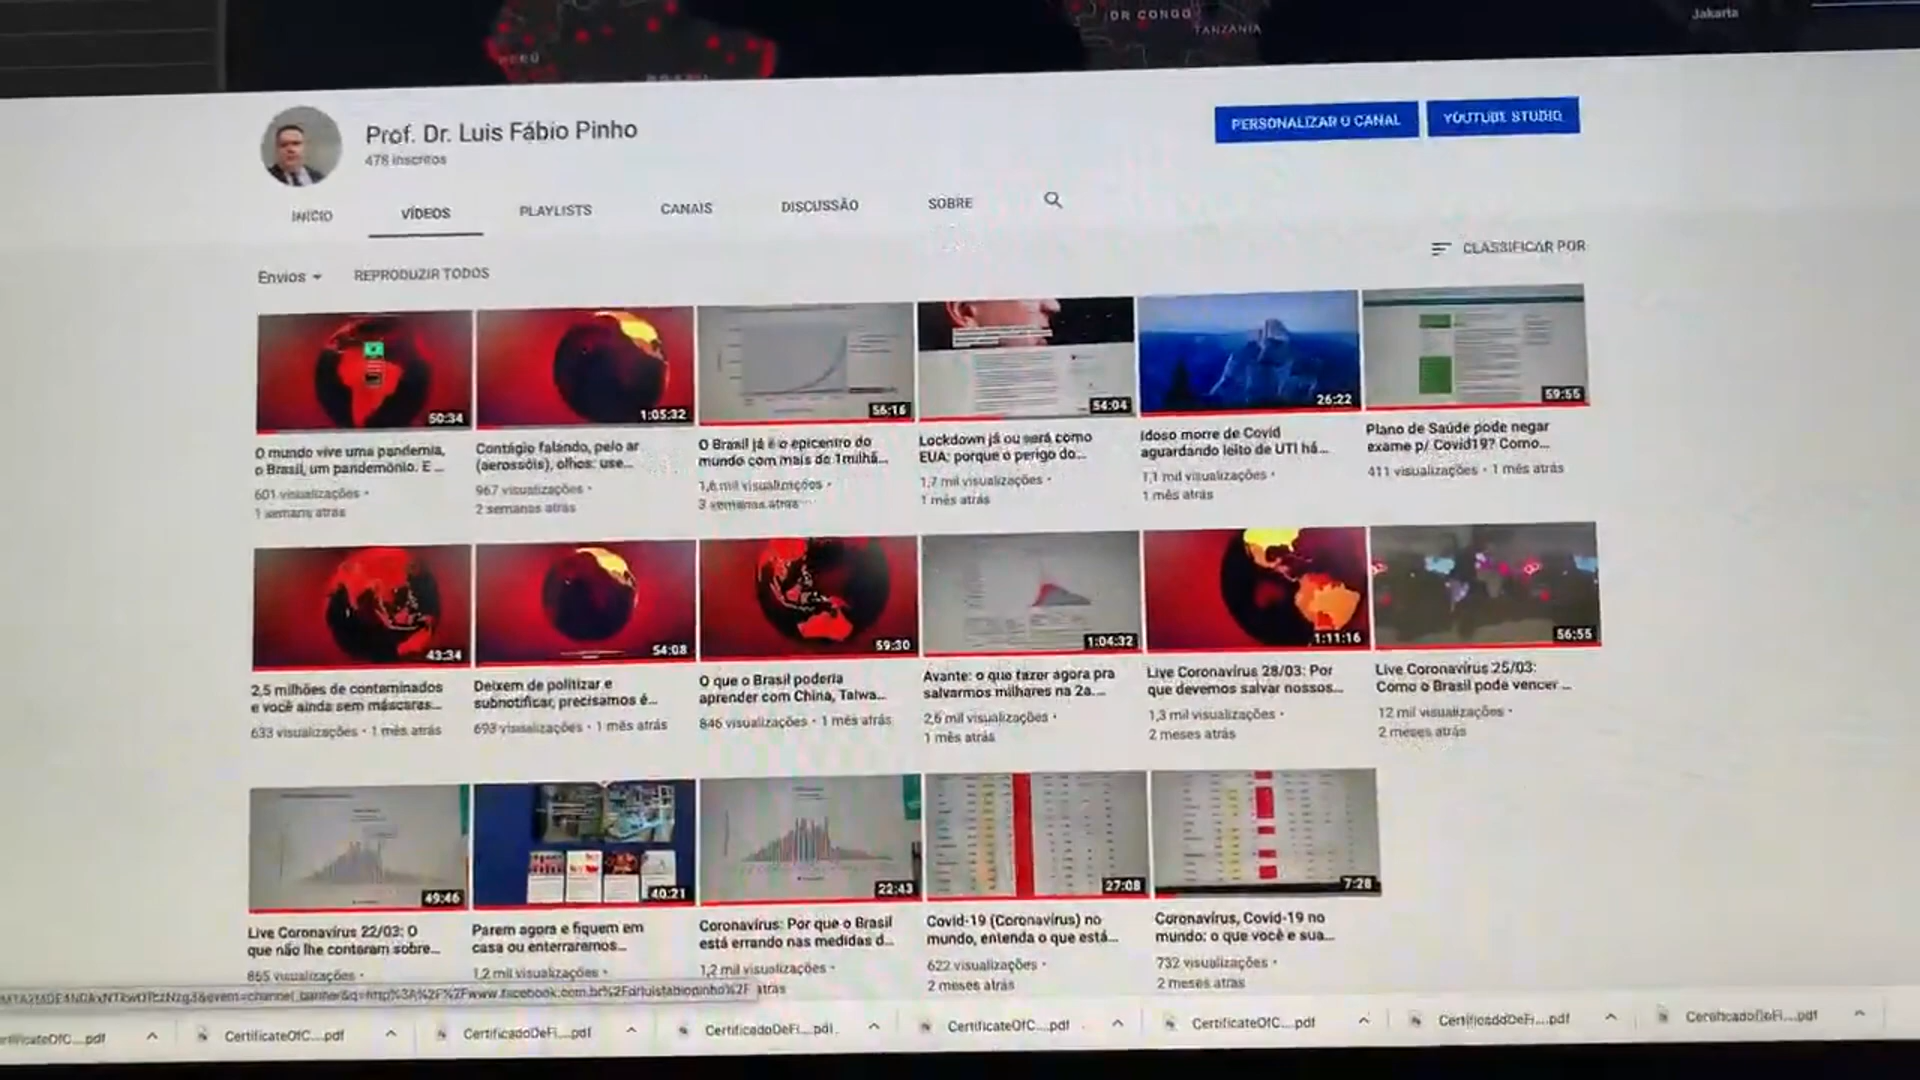 DR CONGO
TANZANIA
Jakarta
PERÚ
Prof. Dr. Luis Fábio Pinho
478 inscritos
PERSONALIZAR O CANAL
YOUTUBE STUDIO
INÍCIO
VÍDEOS
PLAYLISTS
CANAIS
DISCUSSÃO
SOBRE
CLASSIFICAR POR
Envios
REPRODUZIR TODOS
50:34
1:05:32
56:16
54:04
26:22
59:55
O mundo vive uma pandemia,
o Brasil, um pandemônio. E ...
601 visualizações •
1 semana atrás
Contágio falando, pelo ar
(aerossóis), olhos: use...
967 visualizações •
2 semanas atrás
O Brasil já é o epicentro do
mundo com mais de 1milhã...
1,6 mil visualizações •
3 semanas atrás
Lockdown já ou será como
EUA: porque o perigo do...
1,7 mil visualizações •
1 mês atrás
Idoso morre de Covid
aguardando leito de UTI há...
1,1 mil visualizações •
1 mês atrás
Plano de Saúde pode negar
exame p/ Covid19? Como...
411 visualizações • 1 mês atrás
43:34
54:08
59:30
1:04:32
1:11:16
56:55
2,5 milhões de contaminados
e você ainda sem máscaras...
633 visualizações • 1 mês atrás
Deixem de politizar e
subnotificar, precisamos é...
693 visualizações • 1 mês atrás
O que o Brasil poderia
aprender com China, Taiwa...
846 visualizações • 1 mês atrás
Avante: o que fazer agora pra
salvarmos milhares na 2a....
2,6 mil visualizações •
1 mês atrás
Live Coronavírus 28/03: Por
que devemos salvar nossos...
1,3 mil visualizações •
2 meses atrás
Live Coronavírus 25/03:
Como o Brasil pode vencer ...
12 mil visualizações •
2 meses atrás
49:46
40:21
22:43
27:08
7:28
Live Coronavírus 22/03: O
que não lhe contaram sobre...
865 visualizações •
Parem agora e fiquem em
casa ou enterraremos...
1,2 mil visualizações •
Coronavírus: Por que o Brasil
está errando nas medidas d...
1,2 mil visualizações •
atrás
Covid-19 (Coronavírus) no
mundo, entenda o que está...
622 visualizações •
2 meses atrás
Coronavírus, Covid-19 no
mundo: o que você e sua...
732 visualizações •
2 meses atrás
CertificateOfC....pdf
CertificadoDeFi....pdf
CertificadoDeFi....pdf
CertificateOfC....pdf
CertificateOfC....pdf
CertificadoDeFi....pdf
CertificadoDeFi....pdf